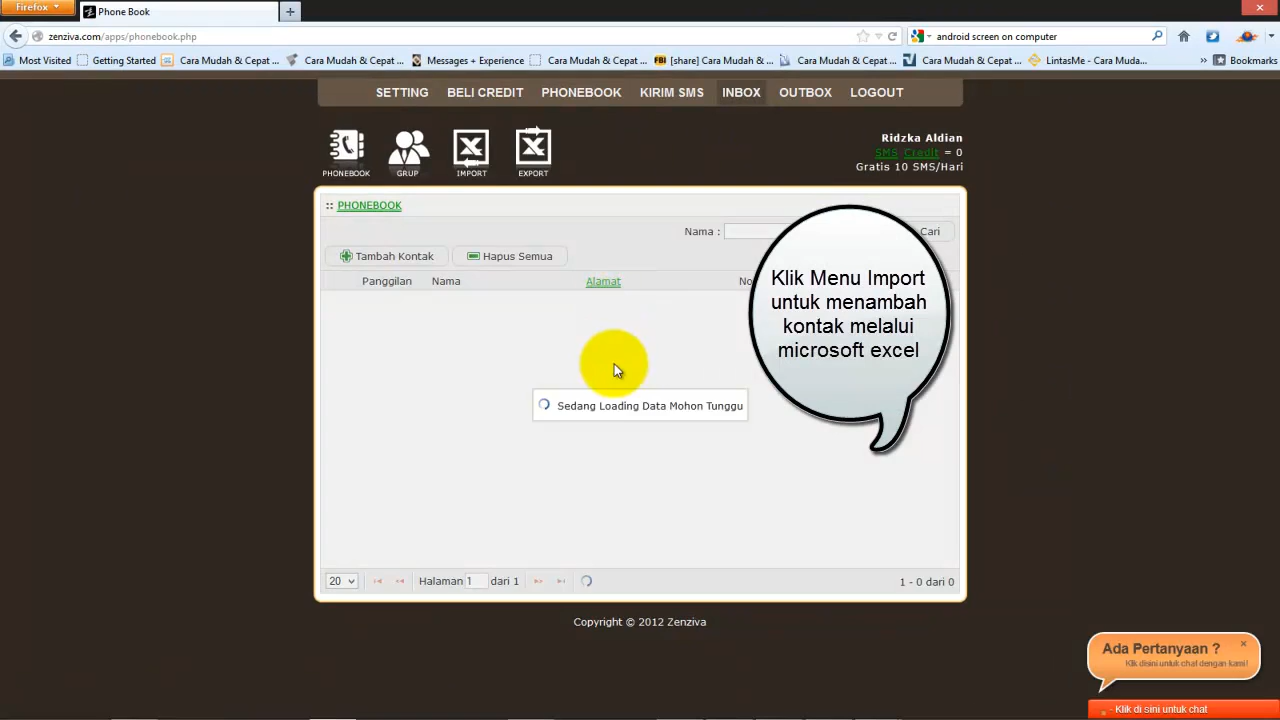 Firefox
Phone Book
zenziva.com/apps/phonebook.php
android screen on computer
Most Visited
Getting Started
Cara Mudah & Cepat ...
Cara Mudah & Cepat ...
Messages + Experience
Cara Mudah & Cepat ...
[share] Cara Mudah & ...
Cara Mudah & Cepat ...
Cara Mudah & Cepat ...
LintasMe - Cara Muda...
Bookmarks
SETTING
BELI CREDIT
PHONEBOOK
KIRIM SMS
INBOX
OUTBOX
LOGOUT
PHONEBOOK
GRUP
IMPORT
EXPORT
Ridzka Aldian
SMS Credit = 0
Gratis 10 SMS/Hari
:: PHONEBOOK
Nama :
Cari
Tambah Kontak
Hapus Semua
Panggilan
Nama
Alamat
No
Klik Menu Import
untuk menambah
kontak melalui
microsoft excel
Sedang Loading Data Mohon Tunggu
20
Halaman 1 dari 1
1 - 0 dari 0
Copyright © 2012 Zenziva
Ada Pertanyaan ?
Klik disini untuk chat dengan kami!
- Klik di sini untuk chat